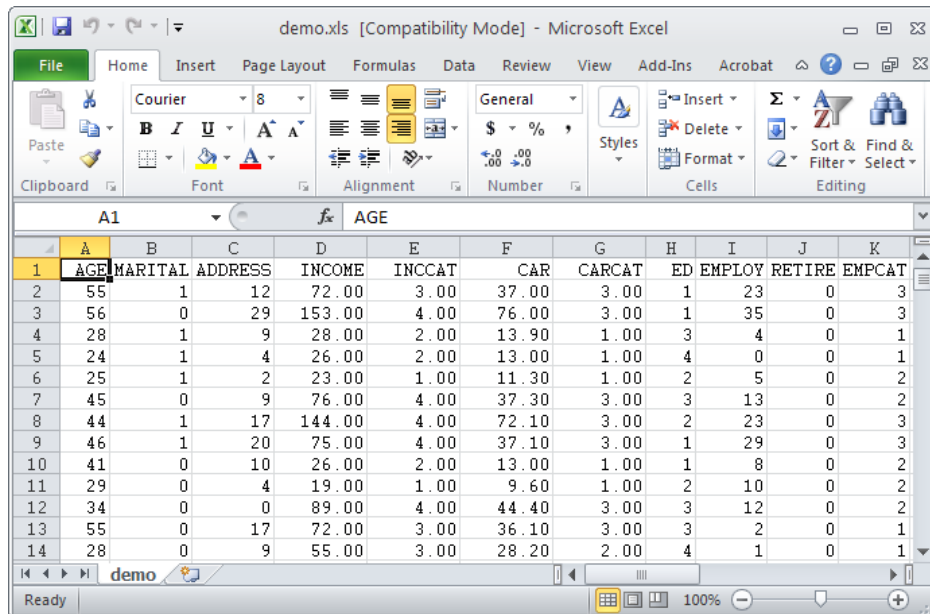 demo.xls [Compatibility Mode] - Microsoft Excel
File Home Insert Page Layout Formulas Data Review View Add-Ins Acrobat
Courier 8 General Insert Σ
Paste B I U A A $ % , Styles Delete Sort & Find &
A .0 .00 .00 .0 Format Filter Select
Clipboard Font Alignment Number Cells Editing
A1 fx AGE
A B C D E F G H I J K
1 AGE MARITAL ADDRESS INCOME INCCAT CAR CARCAT ED EMPLOY RETIRE EMPCAT
2 55 1 12 72.00 3.00 37.00 3.00 1 23 0 3
3 56 0 29 153.00 4.00 76.00 3.00 1 35 0 3
4 28 1 9 28.00 2.00 13.90 1.00 3 4 0 1
5 24 1 4 26.00 2.00 13.00 1.00 4 0 0 1
6 25 1 2 23.00 1.00 11.30 1.00 2 5 0 2
7 45 0 9 76.00 4.00 37.30 3.00 3 13 0 2
8 44 1 17 144.00 4.00 72.10 3.00 2 23 0 3
9 46 1 20 75.00 4.00 37.10 3.00 1 29 0 3
10 41 0 10 26.00 2.00 13.00 1.00 1 8 0 2
11 29 0 4 19.00 1.00 9.60 1.00 2 10 0 2
12 34 0 0 89.00 4.00 44.40 3.00 3 12 0 2
13 55 0 17 72.00 3.00 36.10 3.00 3 2 0 1
14 28 0 9 55.00 3.00 28.20 2.00 4 1 0 1
demo
Ready 100%